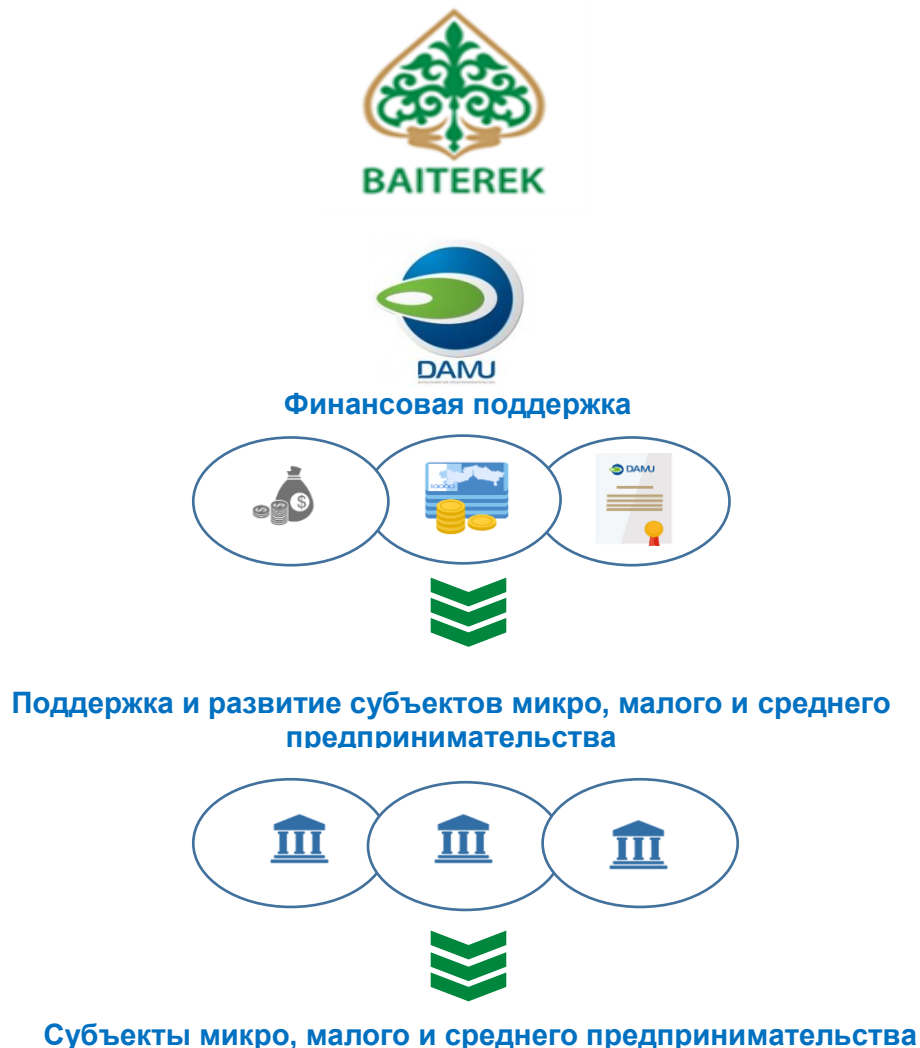 BAITEREK
DAMU
Финансовая поддержка
DAMU
Поддержка и развитие субъектов микро, малого и среднего
предпринимательства
Субъекты микро, малого и среднего предпринимательства